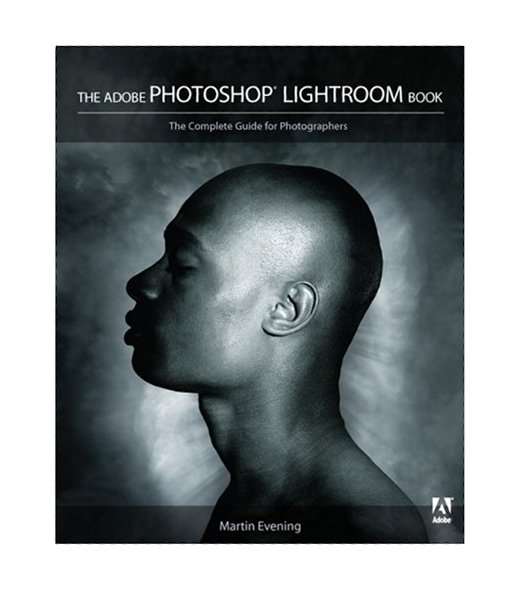 THE ADOBE PHOTOSHOP® LIGHTROOM BOOK
The Complete Guide for Photographers
Adobe
Martin Evening